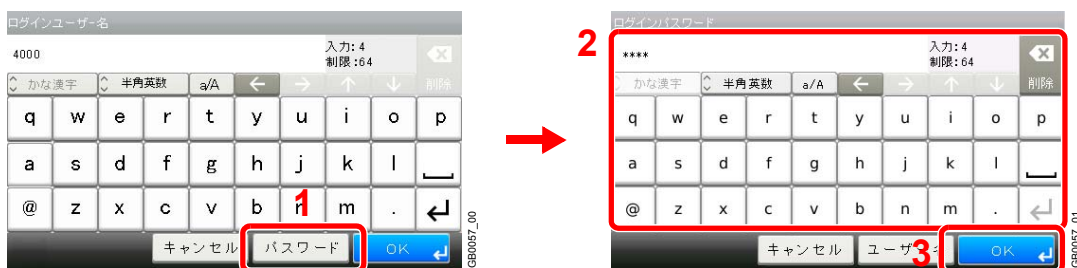 ログインユーザー名
4000
入力:4
制限:64
かな漢字 半角英数 a/A ← → ↑ ↓ 削除
q w e r t y u i o p
a s d f g h j k l
@ z x c v b n m .
1
キャンセル パスワード OK
GB0057_00
2
ログインパスワード
****
入力:4
制限:64
かな漢字 半角英数 a/A ← → ↑ ↓ 削除
q w e r t y u i o p
a s d f g h j k l
@ z x c v b n m .
3
キャンセル OK
GB0057_01